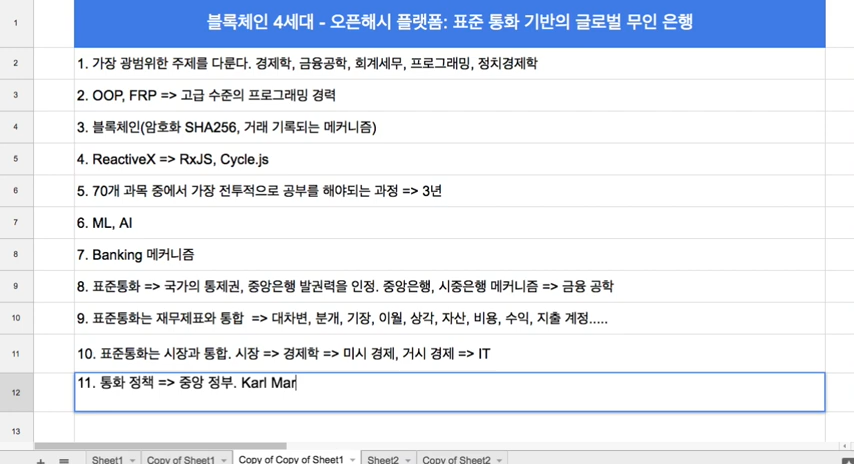 1
블록체인 4세대 - 오픈해시 플랫폼: 표준 통화 기반의 글로벌 무인 은행
2
1. 가장 광범위한 주제를 다룬다. 경제학, 금융공학, 회계세무, 프로그래밍, 정치경제학
3
2. OOP, FRP => 고급 수준의 프로그래밍 경력
4
3. 블록체인(암호화 SHA256, 거래 기록되는 메커니즘)
5
4. ReactiveX => RxJS, Cycle.js
6
5. 70개 과목 중에서 가장 전투적으로 공부를 해야되는 과정 => 3년
7
6. ML, AI
8
7. Banking 메커니즘
9
8. 표준통화 => 국가의 통제권, 중앙은행 발권력을 인정. 중앙은행, 시중은행 메커니즘 => 금융 공학
10
9. 표준통화는 재무제표와 통합 => 대차변, 분개, 기장, 이월, 상각, 자산, 비용, 수익, 지출 계정.....
11
10. 표준통화는 시장과 통합. 시장 => 경제학 => 미시 경제, 거시 경제 => IT
12
11. 통화 정책 => 중앙 정부. Karl Mar
13
Sheet1 Copy of Sheet1 Copy of Copy of Sheet1 Sheet2 Copy of Sheet2